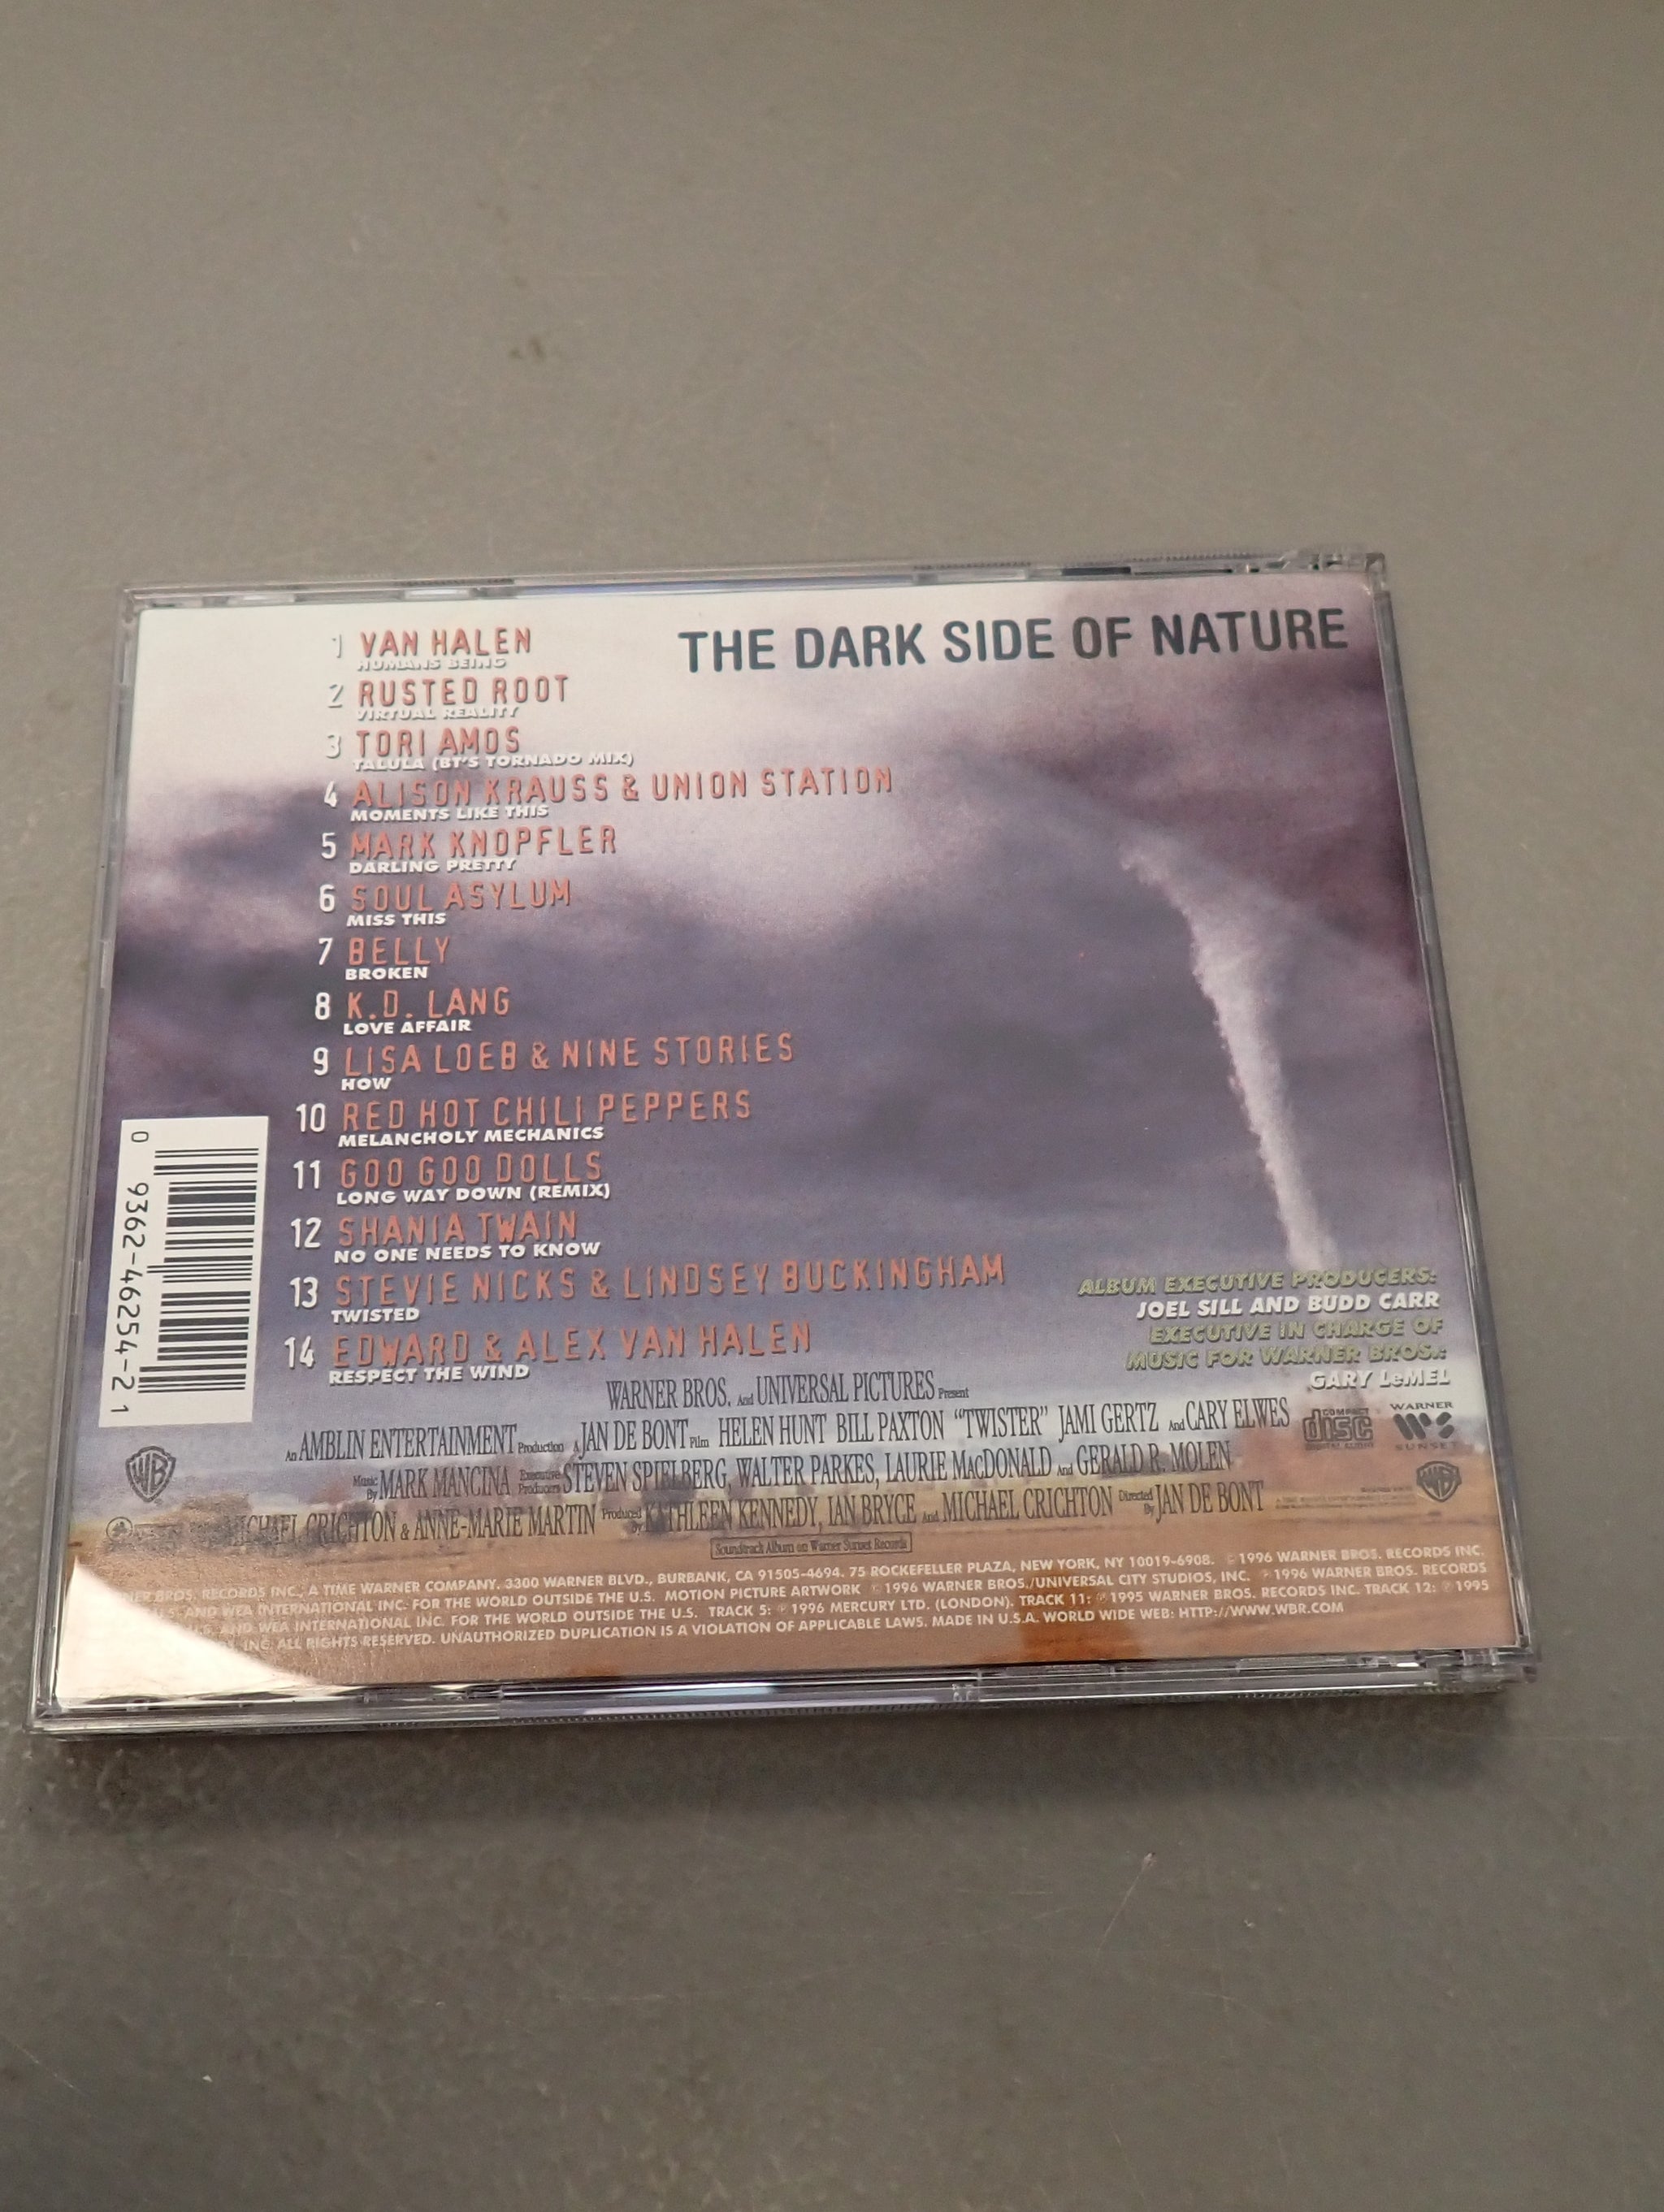 THE DARK SIDE OF NATURE
1 VAN HALEN
HUMANS BEING
2 RUSTED ROOT
VIRTUAL REALITY
3 TORI AMOS
TALULA (BT'S TORNADO MIX)
4 ALISON KRAUSS & UNION STATION
MOMENTS LIKE THIS
5 MARK KNOPFLER
DARLING PRETTY
6 SOUL ASYLUM
MISS THIS
7 BELLY
BROKEN
8 K.D. LANG
LOVE AFFAIR
9 LISA LOEB & NINE STORIES
HOW
10 RED HOT CHILI PEPPERS
MELANCHOLY MECHANICS
11 GOO GOO DOLLS
LONG WAY DOWN (REMIX)
12 SHANIA TWAIN
NO ONE NEEDS TO KNOW
13 STEVIE NICKS & LINDSEY BUCKINGHAM
TWISTED
14 EDWARD & ALEX VAN HALEN
RESPECT THE WIND
0 9362-46254-2 1
ALBUM EXECUTIVE PRODUCERS:
JOEL SILL AND BUDD CARR
EXECUTIVE IN CHARGE OF
MUSIC FOR WARNER BROS.:
GARY LeMEL
WARNER BROS. And UNIVERSAL PICTURES Present
An AMBLIN ENTERTAINMENT Production A JAN DE BONT Film HELEN HUNT BILL PAXTON "TWISTER" JAMI GERTZ And CARY ELWES
Music By MARK MANCINA Executive Producers STEVEN SPIELBERG, WALTER PARKES, LAURIE MacDONALD And GERALD R. MOLEN
MICHAEL CRICHTON & ANNE-MARIE MARTIN Produced By KATHLEEN KENNEDY, IAN BRYCE And MICHAEL CRICHTON Directed By JAN DE BONT
COMPACT
disc
DIGITAL AUDIO
WARNER
WS
SUNSET
WB
WB
Soundtrack Album on Warner Sunset Records
BROS. RECORDS INC., A TIME WARNER COMPANY. 3300 WARNER BLVD., BURBANK, CA 91505-4694. 75 ROCKEFELLER PLAZA, NEW YORK, NY 10019-6908. © 1996 WARNER BROS. RECORDS INC.
U.S. AND WEA INTERNATIONAL INC. FOR THE WORLD OUTSIDE THE U.S. MOTION PICTURE ARTWORK © 1996 WARNER BROS./UNIVERSAL CITY STUDIOS, INC. ℗ 1996 WARNER BROS. RECORDS
AND WEA INTERNATIONAL INC. FOR THE WORLD OUTSIDE THE U.S. TRACK 5: ℗ 1996 MERCURY LTD. (LONDON). TRACK 11: ℗ 1995 WARNER BROS. RECORDS INC. TRACK 12: ℗ 1995
INC. ALL RIGHTS RESERVED. UNAUTHORIZED DUPLICATION IS A VIOLATION OF APPLICABLE LAWS. MADE IN U.S.A. WORLD WIDE WEB: HTTP://WWW.WBR.COM